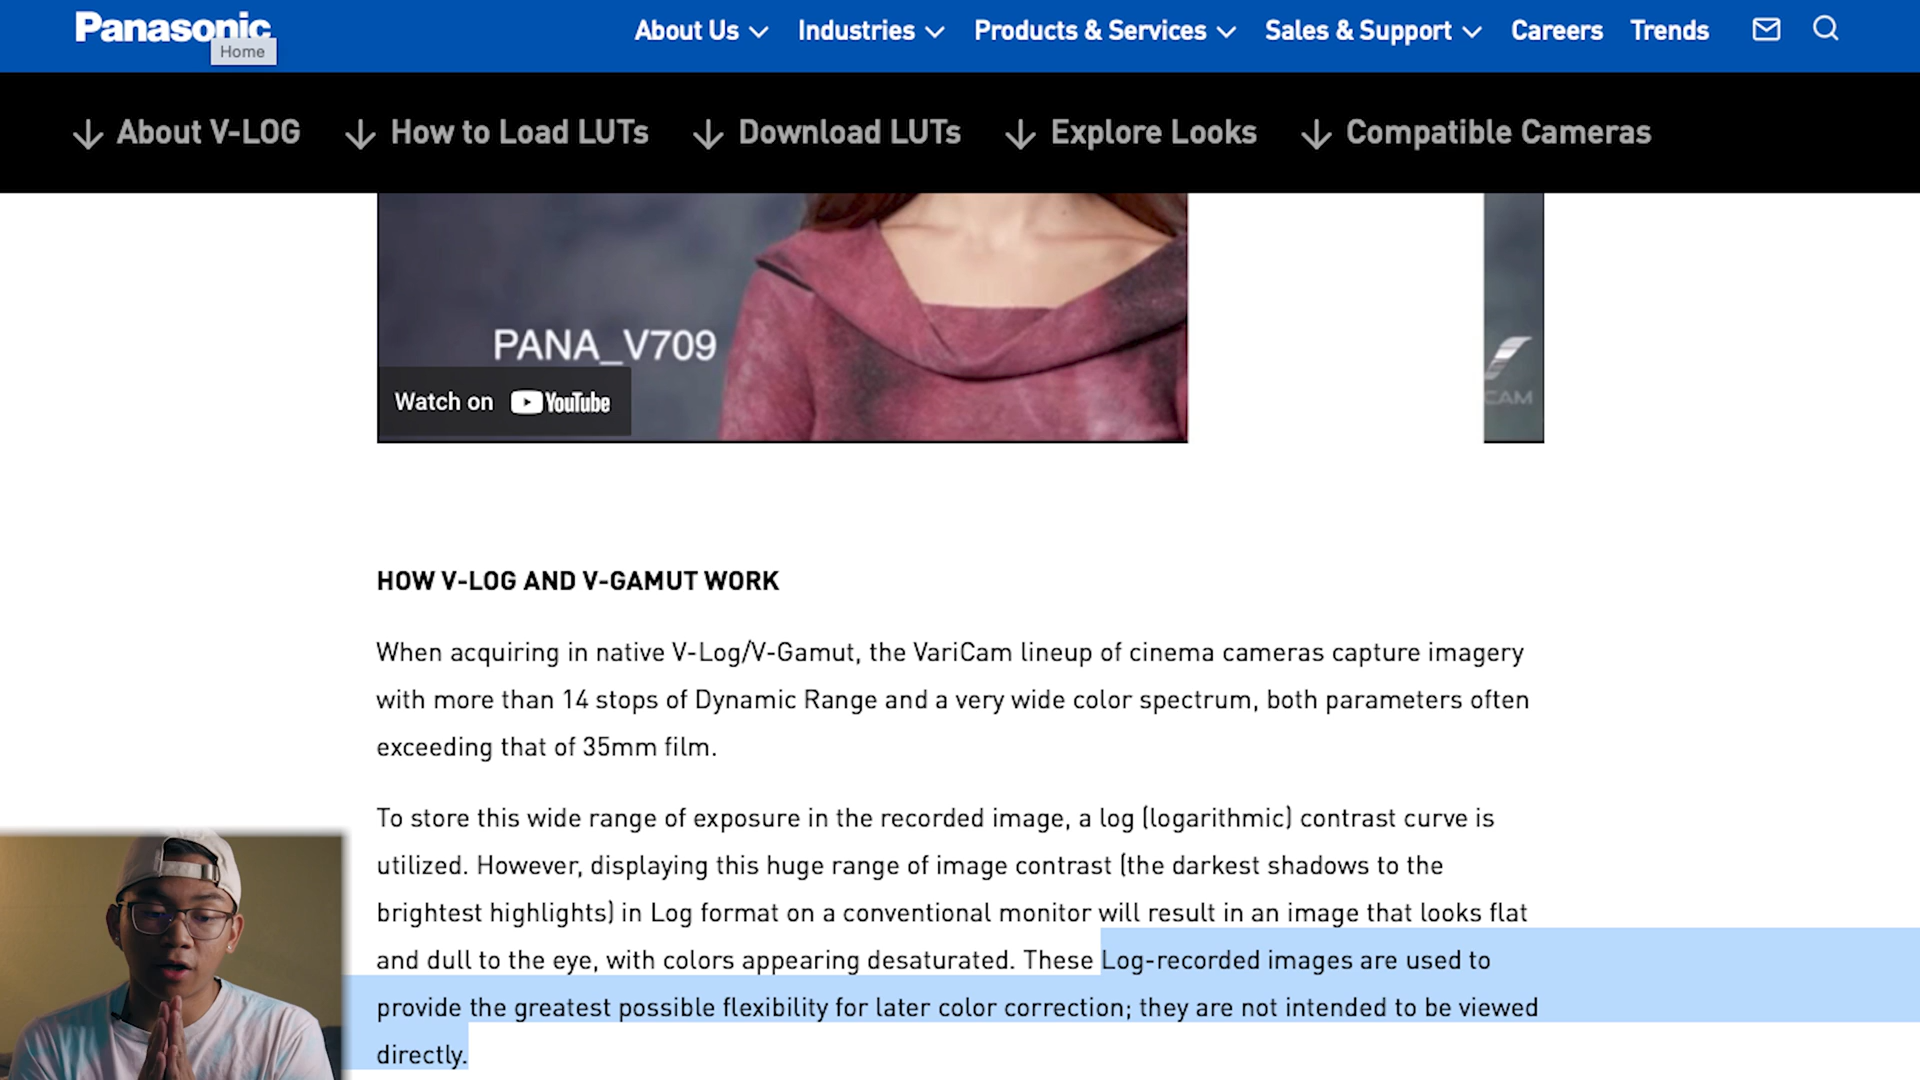 Panasonic
Home
About Us
Industries
Products & Services
Sales & Support
Careers
Trends
About V-LOG
How to Load LUTs
Download LUTs
Explore Looks
Compatible Cameras
PANA_V709
Watch on YouTube
CAM
HOW V-LOG AND V-GAMUT WORK
When acquiring in native V-Log/V-Gamut, the VariCam lineup of cinema cameras capture imagery
with more than 14 stops of Dynamic Range and a very wide color spectrum, both parameters often
exceeding that of 35mm film.
To store this wide range of exposure in the recorded image, a log (logarithmic) contrast curve is
utilized. However, displaying this huge range of image contrast (the darkest shadows to the
brightest highlights) in Log format on a conventional monitor will result in an image that looks flat
and dull to the eye, with colors appearing desaturated. These Log-recorded images are used to
provide the greatest possible flexibility for later color correction; they are not intended to be viewed
directly.